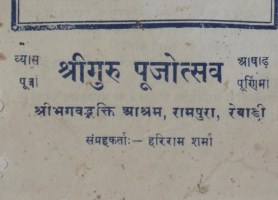 व्यास पूजा
श्रीगुरु पूजोत्सव
आषाढ़ पूर्णिमा
श्रीभगवद्भक्ति आश्रम, रामपुरा, रेवाड़ी
संग्रहकर्ताः— हरिराम शर्मा